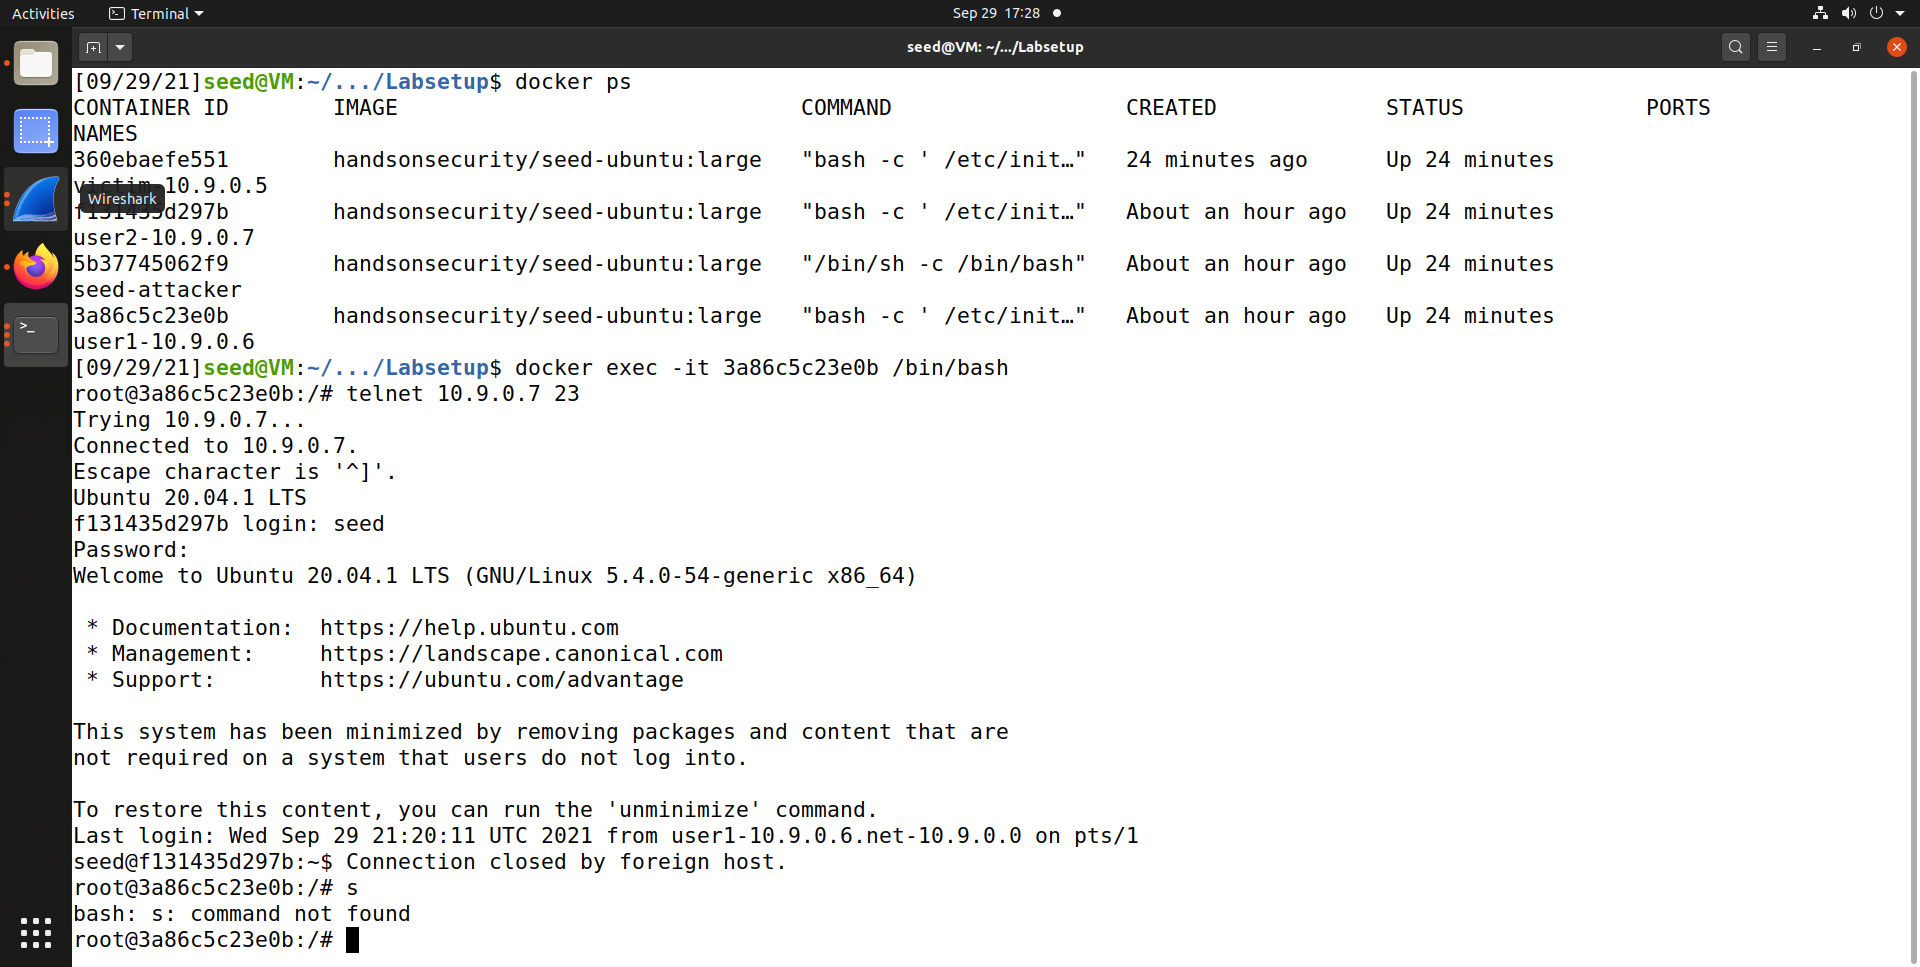 Activities
Terminal
Sep 29 17:28
seed@VM: ~/.../Labsetup
[09/29/21]seed@VM:~/.../Labsetup$ docker ps
CONTAINER ID IMAGE COMMAND CREATED STATUS PORTS
NAMES
360ebaefe551 handsonsecurity/seed-ubuntu:large "bash -c ' /etc/init…" 24 minutes ago Up 24 minutes
victim-10.9.0.5
Wireshark
f131435d297b handsonsecurity/seed-ubuntu:large "bash -c ' /etc/init…" About an hour ago Up 24 minutes
user2-10.9.0.7
5b37745062f9 handsonsecurity/seed-ubuntu:large "/bin/sh -c /bin/bash" About an hour ago Up 24 minutes
seed-attacker
3a86c5c23e0b handsonsecurity/seed-ubuntu:large "bash -c ' /etc/init…" About an hour ago Up 24 minutes
user1-10.9.0.6
[09/29/21]seed@VM:~/.../Labsetup$ docker exec -it 3a86c5c23e0b /bin/bash
root@3a86c5c23e0b:/# telnet 10.9.0.7 23
Trying 10.9.0.7...
Connected to 10.9.0.7.
Escape character is '^]'.
Ubuntu 20.04.1 LTS
f131435d297b login: seed
Password:
Welcome to Ubuntu 20.04.1 LTS (GNU/Linux 5.4.0-54-generic x86_64)
* Documentation: https://help.ubuntu.com
* Management: https://landscape.canonical.com
* Support: https://ubuntu.com/advantage
This system has been minimized by removing packages and content that are
not required on a system that users do not log into.
To restore this content, you can run the 'unminimize' command.
Last login: Wed Sep 29 21:20:11 UTC 2021 from user1-10.9.0.6.net-10.9.0.0 on pts/1
seed@f131435d297b:~$ Connection closed by foreign host.
root@3a86c5c23e0b:/# s
bash: s: command not found
root@3a86c5c23e0b:/#